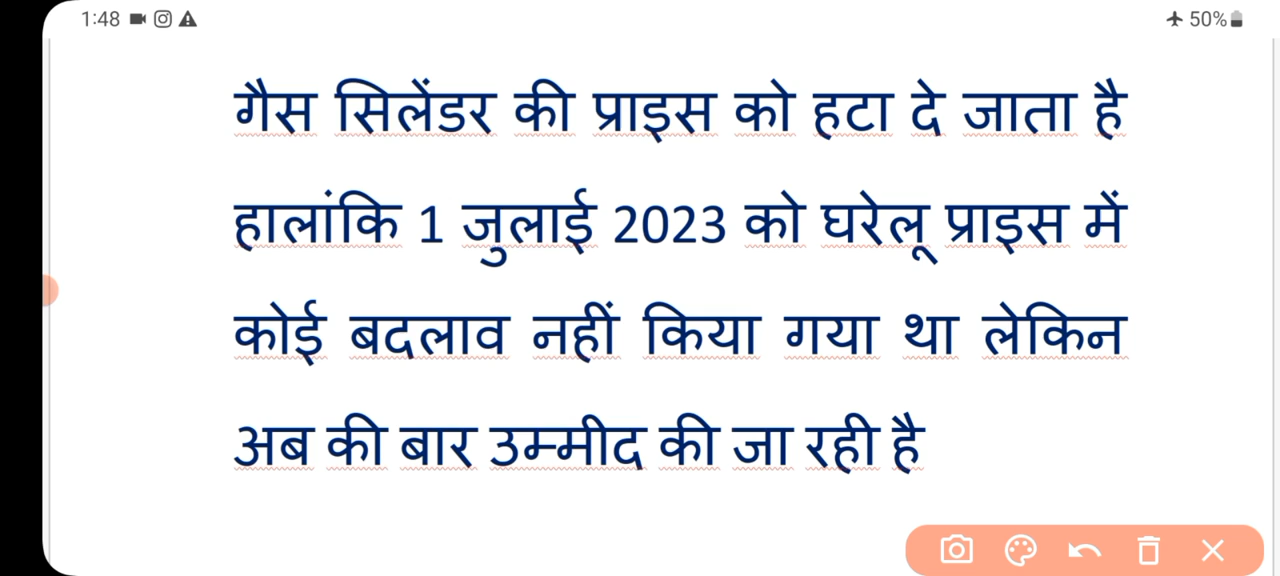 1:48 50%
गैस सिलेंडर की प्राइस को हटा दे जाता है
हालांकि 1 जुलाई 2023 को घरेलू प्राइस में
कोई बदलाव नहीं किया गया था लेकिन
अब की बार उम्मीद की जा रही है